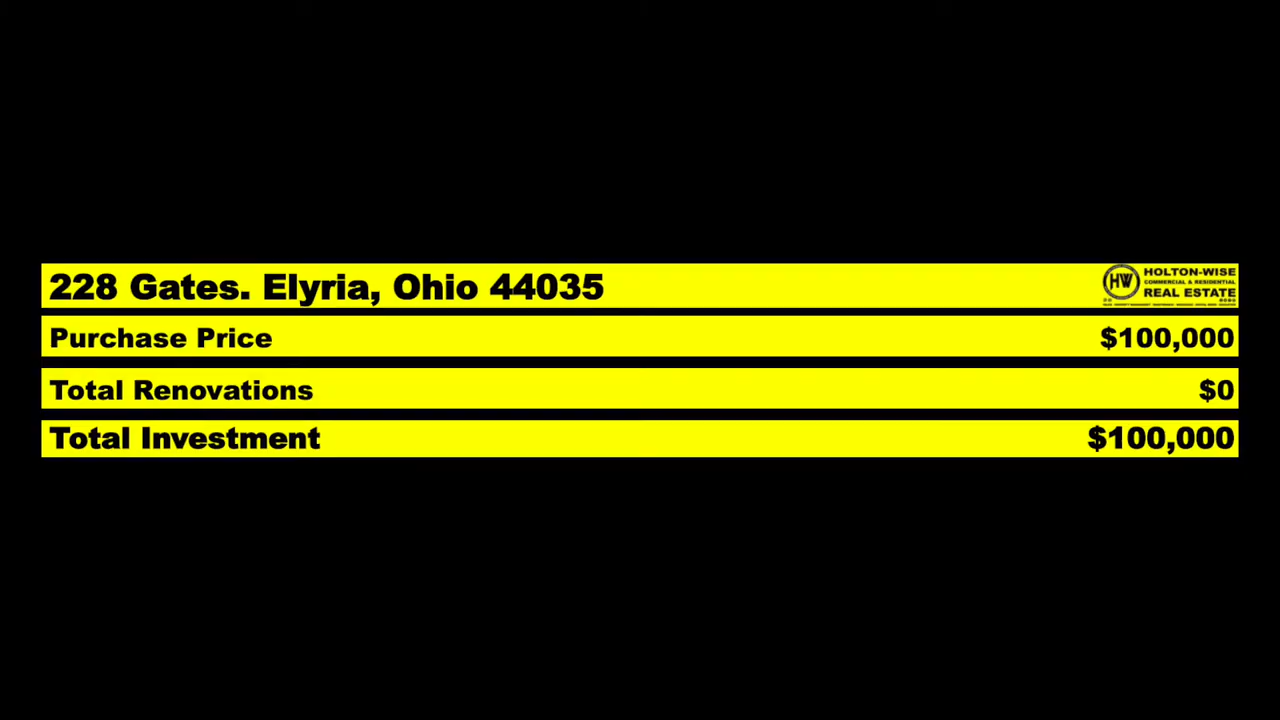 228 Gates. Elyria, Ohio 44035
HW
HOLTON-WISE
COMMERCIAL & RESIDENTIAL
REAL ESTATE
Purchase Price $100,000
Total Renovations $0
Total Investment $100,000